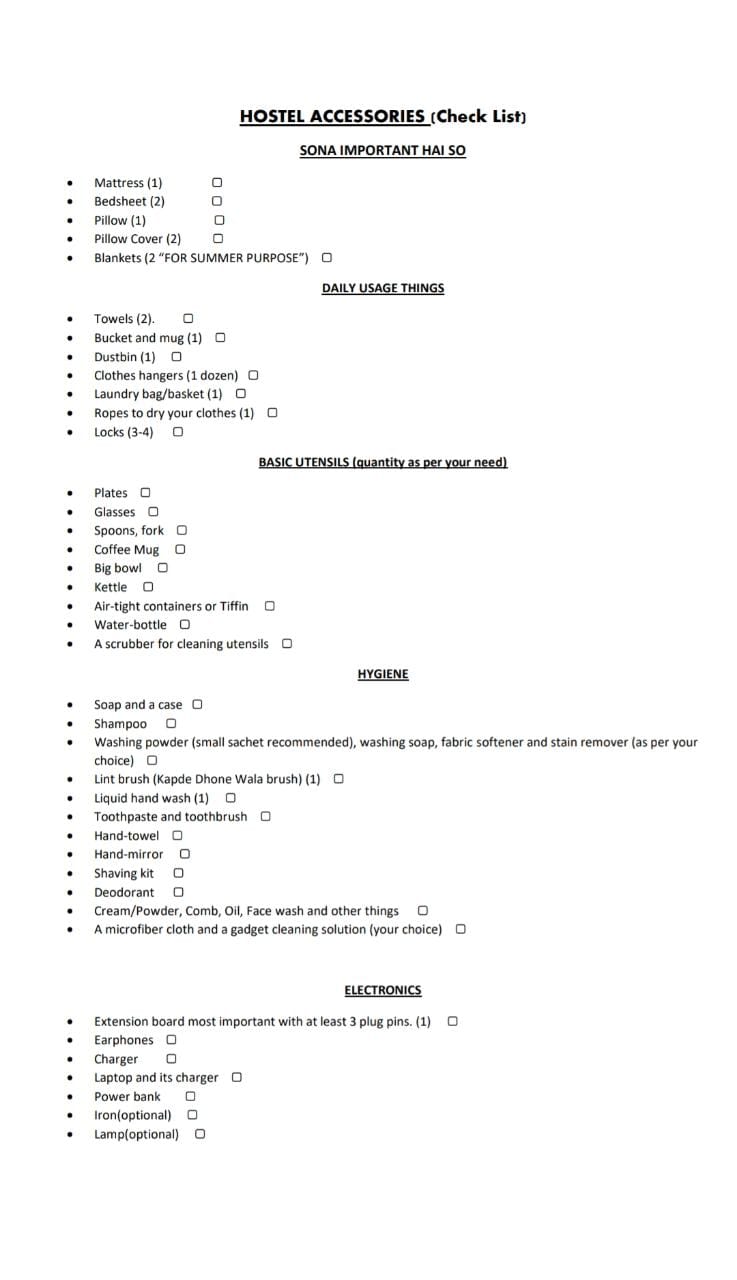 HOSTEL ACCESSORIES (Check List)
SONA IMPORTANT HAI SO
• Mattress (1) ▢
• Bedsheet (2) ▢
• Pillow (1) ▢
• Pillow Cover (2) ▢
• Blankets (2 “FOR SUMMER PURPOSE”) ▢
DAILY USAGE THINGS
• Towels (2). ▢
• Bucket and mug (1) ▢
• Dustbin (1) ▢
• Clothes hangers (1 dozen) ▢
• Laundry bag/basket (1) ▢
• Ropes to dry your clothes (1) ▢
• Locks (3-4) ▢
BASIC UTENSILS (quantity as per your need)
• Plates ▢
• Glasses ▢
• Spoons, fork ▢
• Coffee Mug ▢
• Big bowl ▢
• Kettle ▢
• Air-tight containers or Tiffin ▢
• Water-bottle ▢
• A scrubber for cleaning utensils ▢
HYGIENE
• Soap and a case ▢
• Shampoo ▢
• Washing powder (small sachet recommended), washing soap, fabric softener and stain remover (as per your
choice) ▢
• Lint brush (Kapde Dhone Wala brush) (1) ▢
• Liquid hand wash (1) ▢
• Toothpaste and toothbrush ▢
• Hand-towel ▢
• Hand-mirror ▢
• Shaving kit ▢
• Deodorant ▢
• Cream/Powder, Comb, Oil, Face wash and other things ▢
• A microfiber cloth and a gadget cleaning solution (your choice) ▢
ELECTRONICS
• Extension board most important with at least 3 plug pins. (1) ▢
• Earphones ▢
• Charger ▢
• Laptop and its charger ▢
• Power bank ▢
• Iron(optional) ▢
• Lamp(optional) ▢